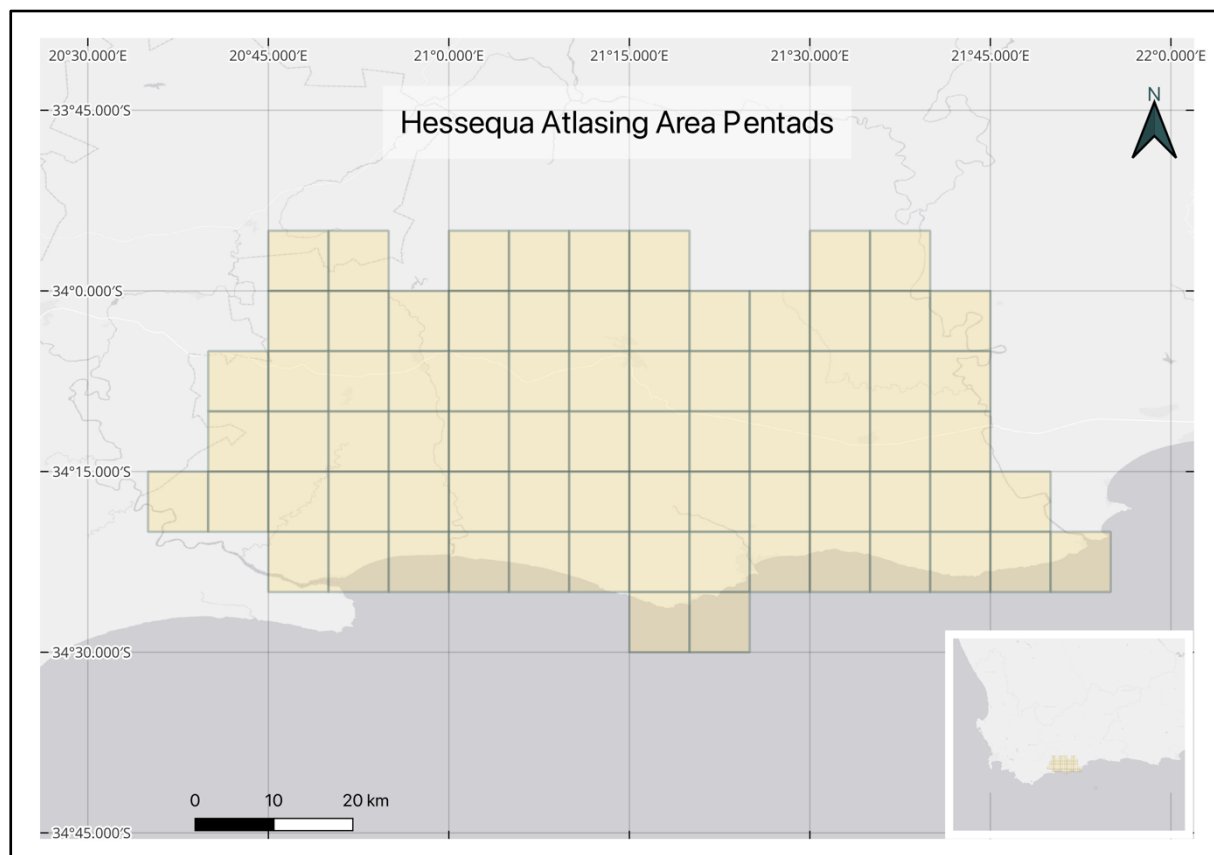 20°30.000′E 20°45.000′E 21°0.000′E 21°15.000′E 21°30.000′E 21°45.000′E 22°0.000′E
N
33°45.000′S
Hessequa Atlasing Area Pentads
34°0.000′S
34°15.000′S
34°30.000′S
0 10 20 km
34°45.000′S